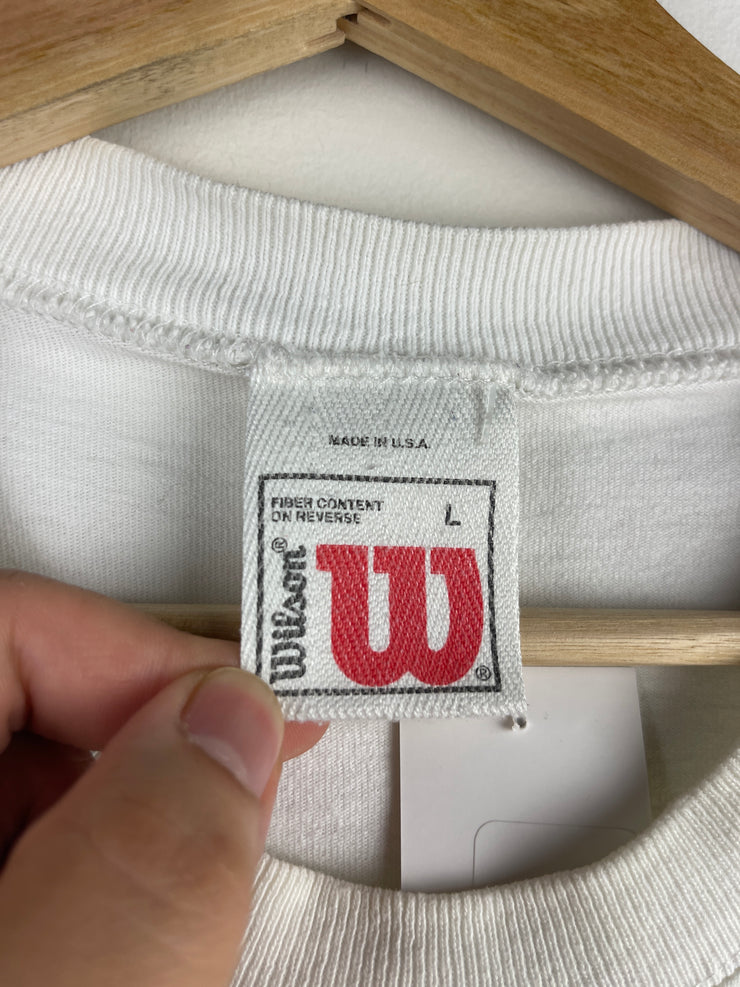 MADE IN U.S.A.
FIBER CONTENT
ON REVERSE
L
Wilson®
W®